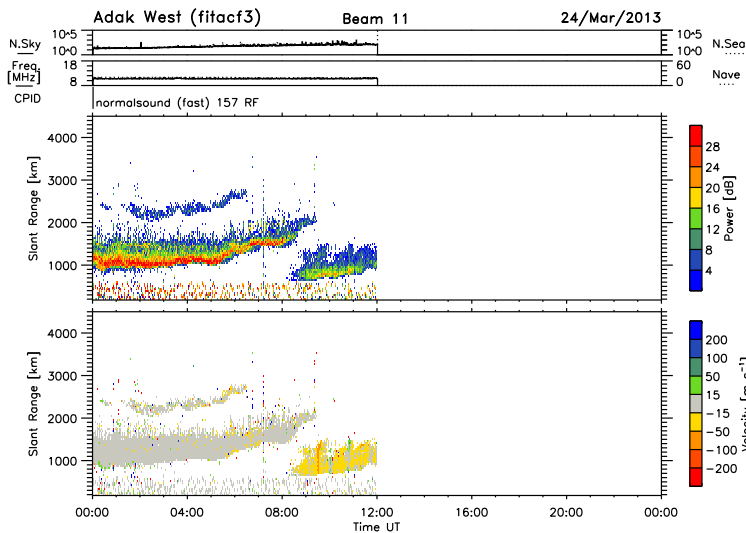 Adak West (fitacf3) Beam 11 24/Mar/2013
N.Sky 10^5 10^0 10^5 10^0 N.Sea
Freq. [MHz] 18 8 60 0 Nave
CPID normalsound (fast) 157 RF
Slant Range [km] 4000 3000 2000 1000
28 24 20 16 12 8 4 Power [dB]
Slant Range [km] 4000 3000 2000 1000
200 100 50 15 -15 -50 -100 -200 Velocity [m s^-1]
00:00 04:00 08:00 12:00 16:00 20:00 00:00
Time UT